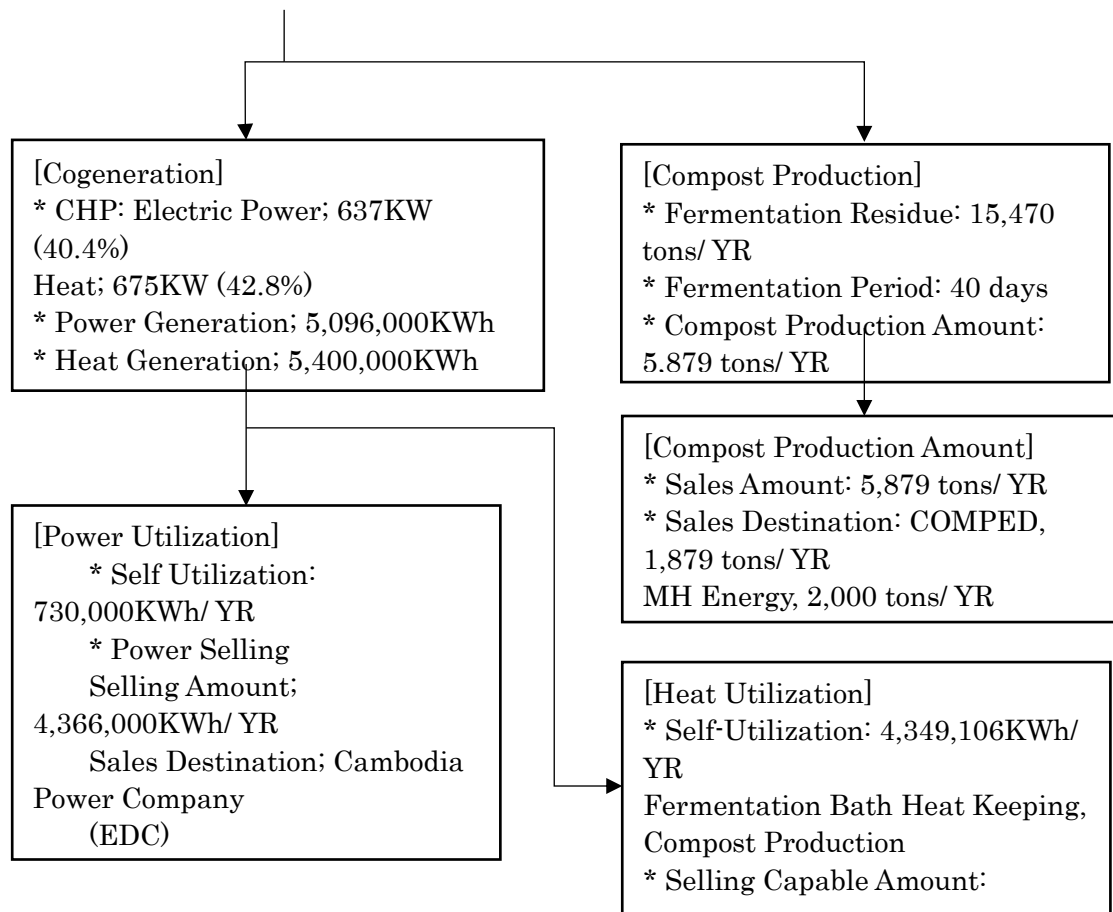 [Cogeneration]
* CHP: Electric Power; 637KW
(40.4%)
Heat; 675KW (42.8%)
* Power Generation; 5,096,000KWh
* Heat Generation; 5,400,000KWh
[Compost Production]
* Fermentation Residue: 15,470
tons/ YR
* Fermentation Period: 40 days
* Compost Production Amount:
5,879 tons/ YR
[Compost Production Amount]
* Sales Amount: 5,879 tons/ YR
* Sales Destination: COMPED,
1,879 tons/ YR
MH Energy, 2,000 tons/ YR
[Power Utilization]
* Self Utilization:
730,000KWh/ YR
* Power Selling
Selling Amount;
4,366,000KWh/ YR
Sales Destination; Cambodia
Power Company
(EDC)
[Heat Utilization]
* Self-Utilization: 4,349,106KWh/
YR
Fermentation Bath Heat Keeping,
Compost Production
* Selling Capable Amount: